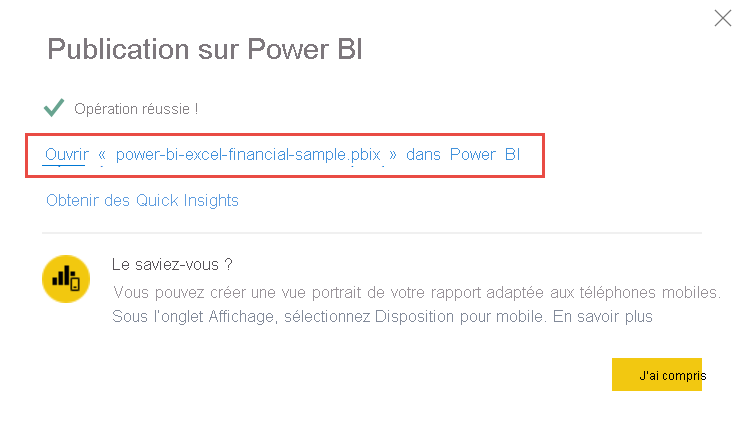 Publication sur Power BI
Opération réussie !
Ouvrir « power-bi-excel-financial-sample.pbix » dans Power BI
Obtenir des Quick Insights
Le saviez-vous ?
Vous pouvez créer une vue portrait de votre rapport adaptée aux téléphones mobiles.
Sous l'onglet Affichage, sélectionnez Disposition pour mobile. En savoir plus
J'ai compris